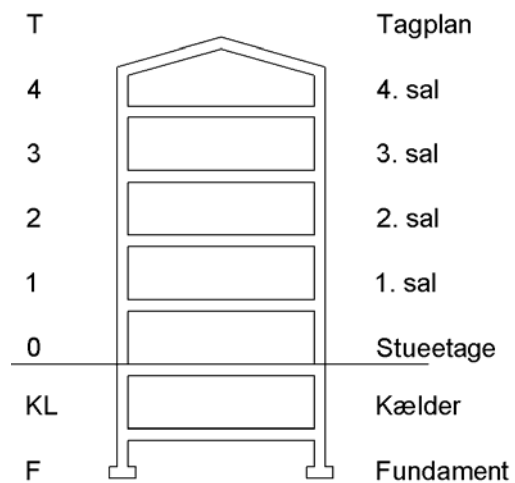 T Tagplan
4 4. sal
3 3. sal
2 2. sal
1 1. sal
0 Stueetage
KL Kælder
F Fundament